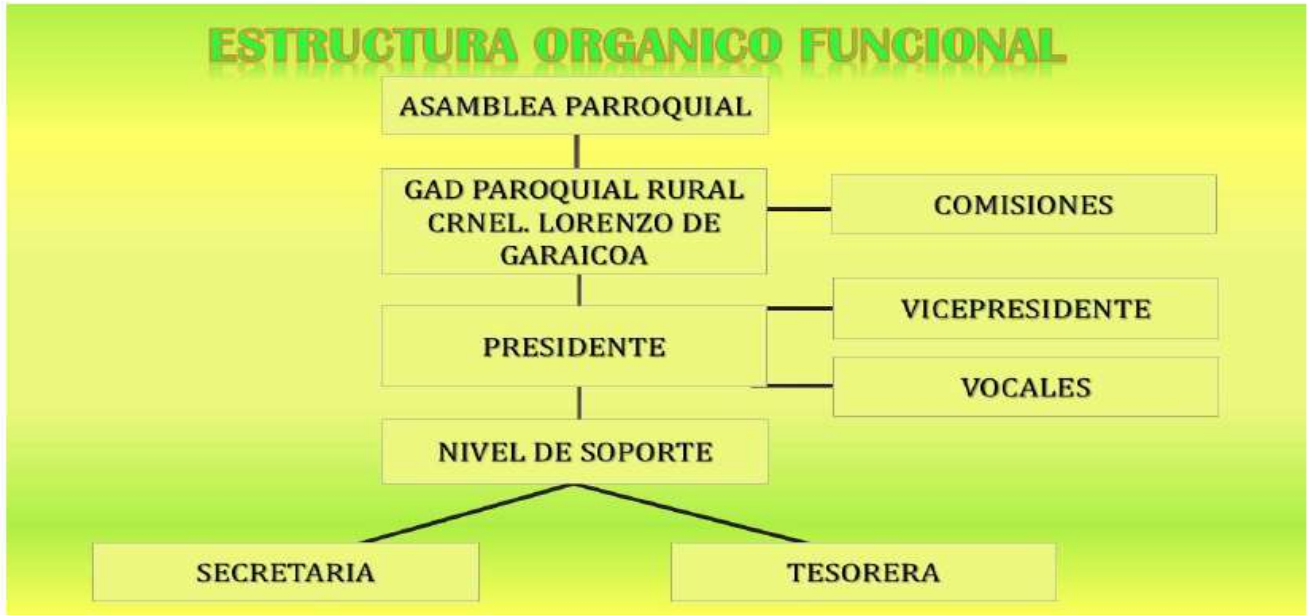 ESTRUCTURA ORGANICO FUNCIONAL
ASAMBLEA PARROQUIAL
GAD PAROQUIAL RURAL
CRNEL. LORENZO DE
GARAICOA
COMISIONES
VICEPRESIDENTE
PRESIDENTE
VOCALES
NIVEL DE SOPORTE
SECRETARIA
TESORERA